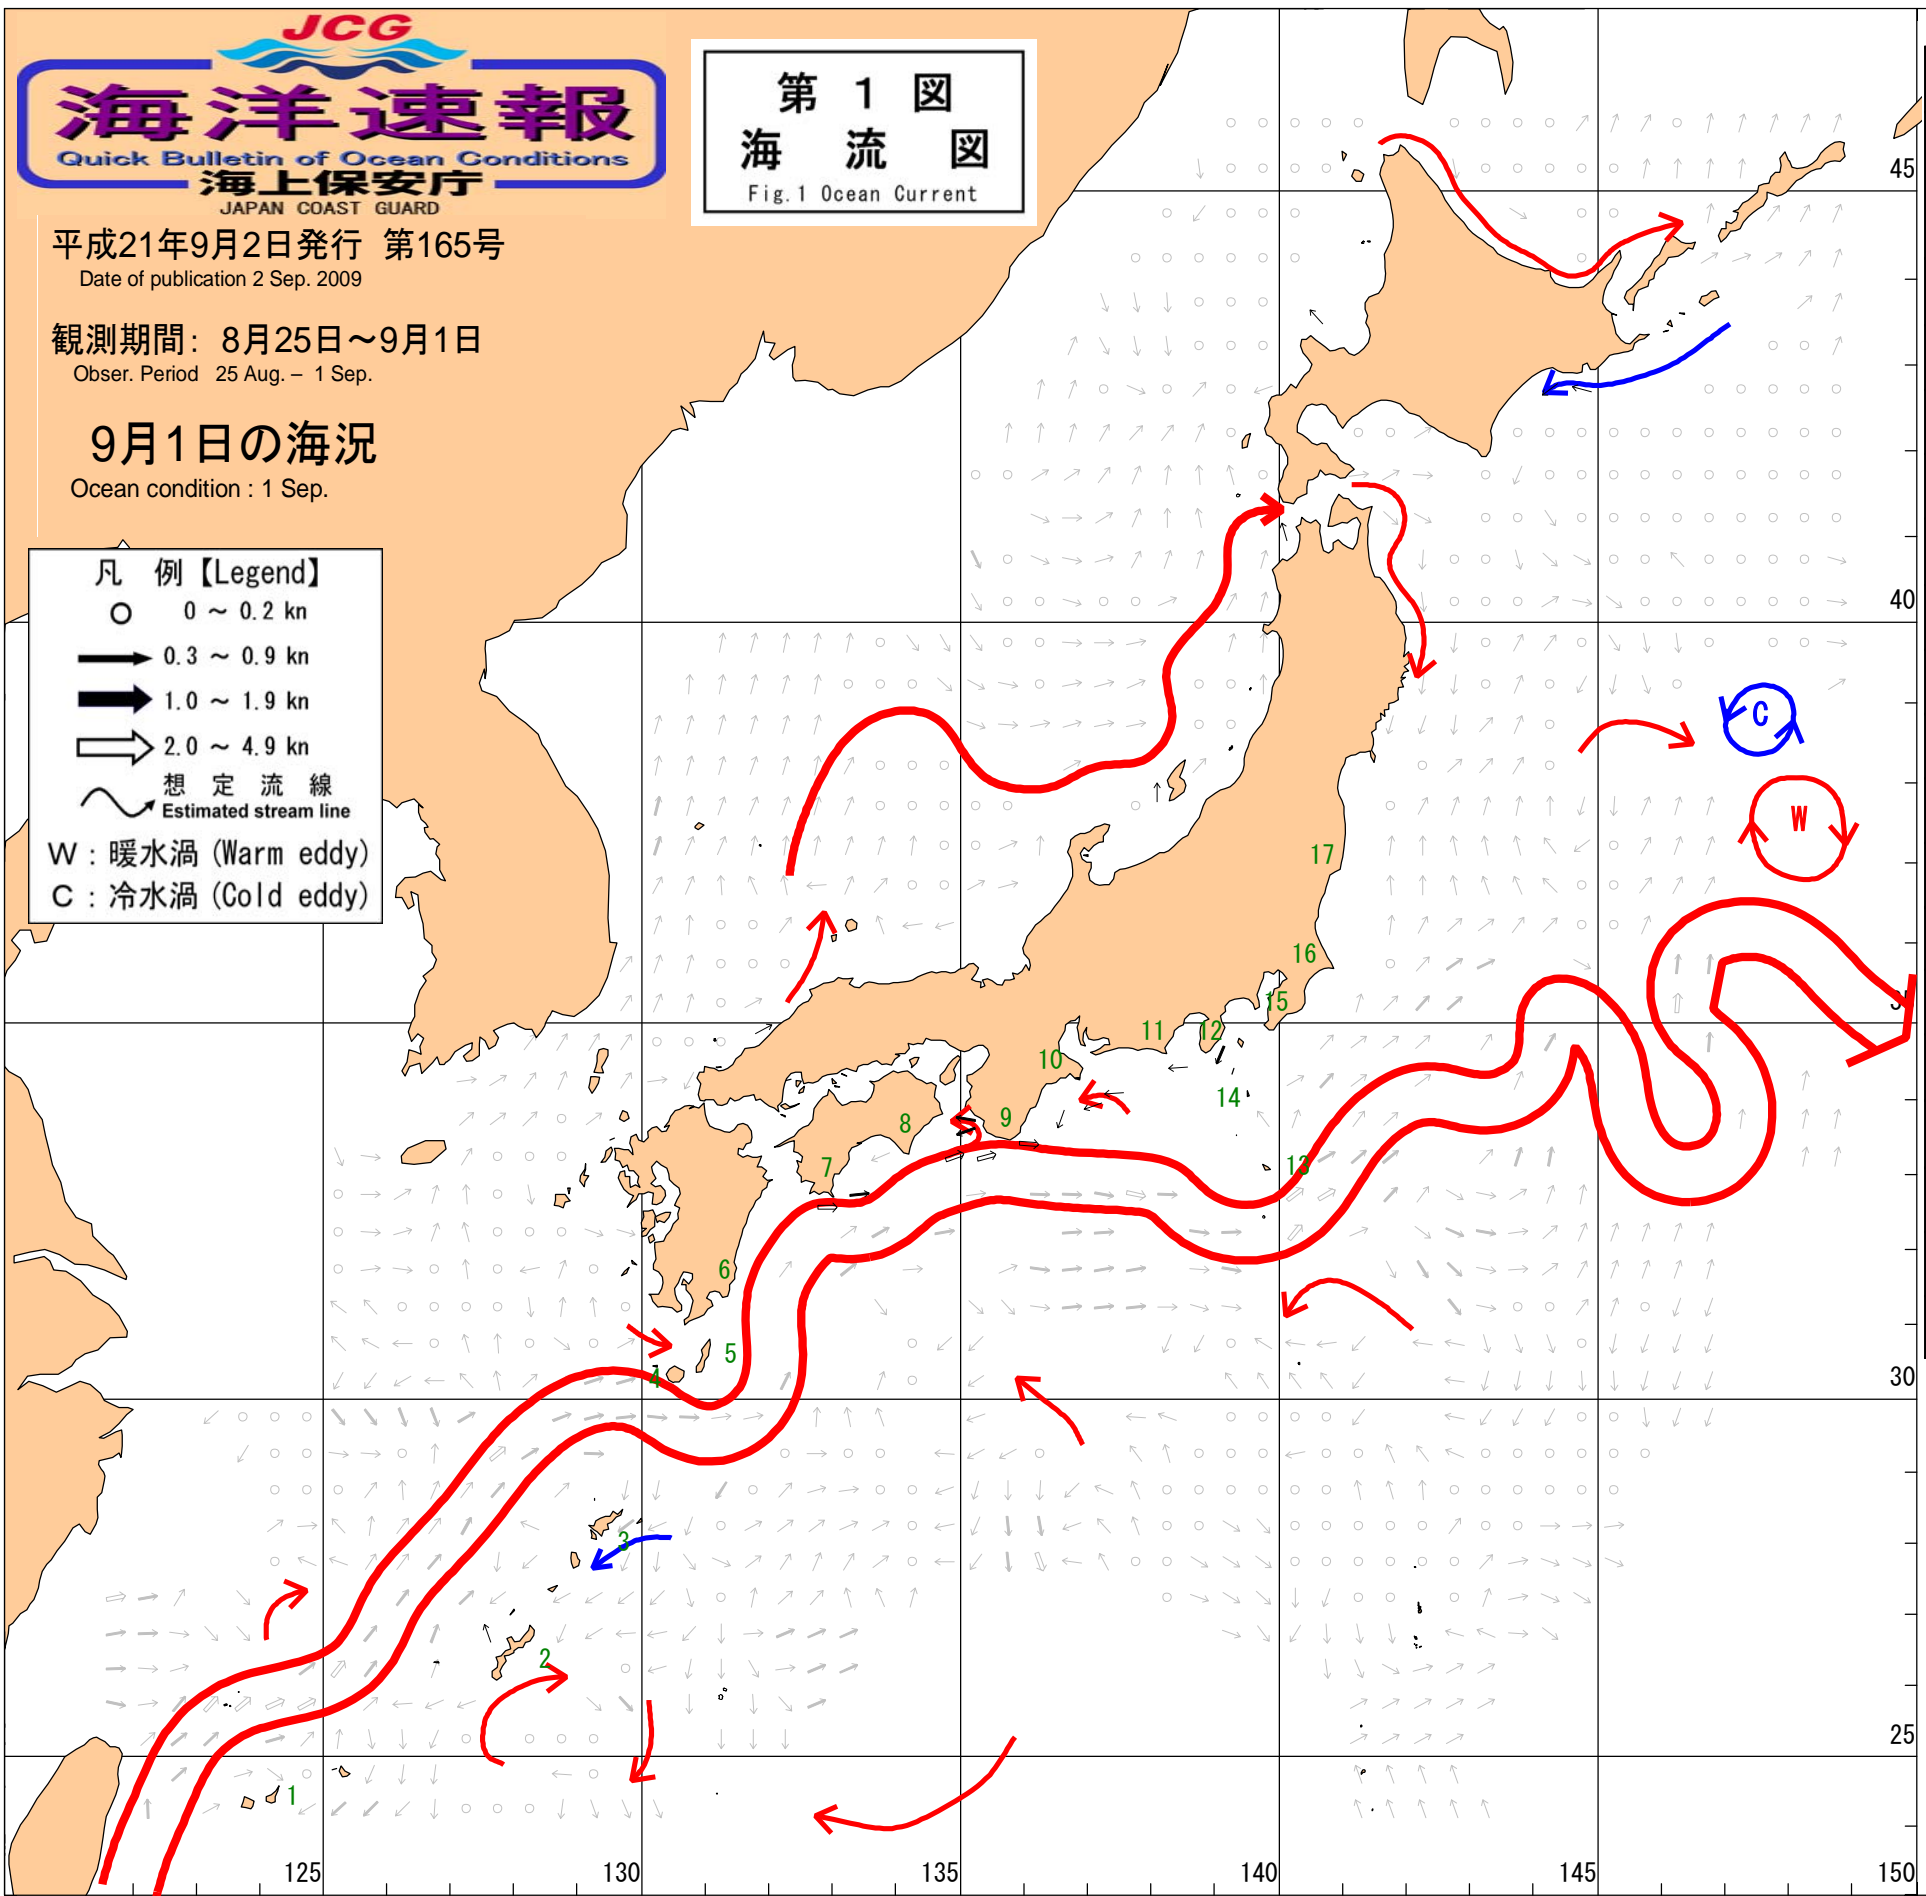 JCG
海洋速報
Quick Bulletin of Ocean Conditions
海上保安庁
JAPAN COAST GUARD
第 1 図
海 流 図
Fig.1 Ocean Current
平成21年9月2日発行 第165号
Date of publication 2 Sep. 2009
観測期間: 8月25日～9月1日
Obser. Period 25 Aug. – 1 Sep.
9月1日の海況
Ocean condition : 1 Sep.
凡 例【Legend】
0 ～ 0.2 kn
0.3 ～ 0.9 kn
1.0 ～ 1.9 kn
2.0 ～ 4.9 kn
想 定 流 線
Estimated stream line
W : 暖水渦 (Warm eddy)
C : 冷水渦 (Cold eddy)
45
40
C
W
17
16
15
12
11
10
14
9
8
7
13
6
5
4
30
3
2
25
1
125
130
135
140
145
150